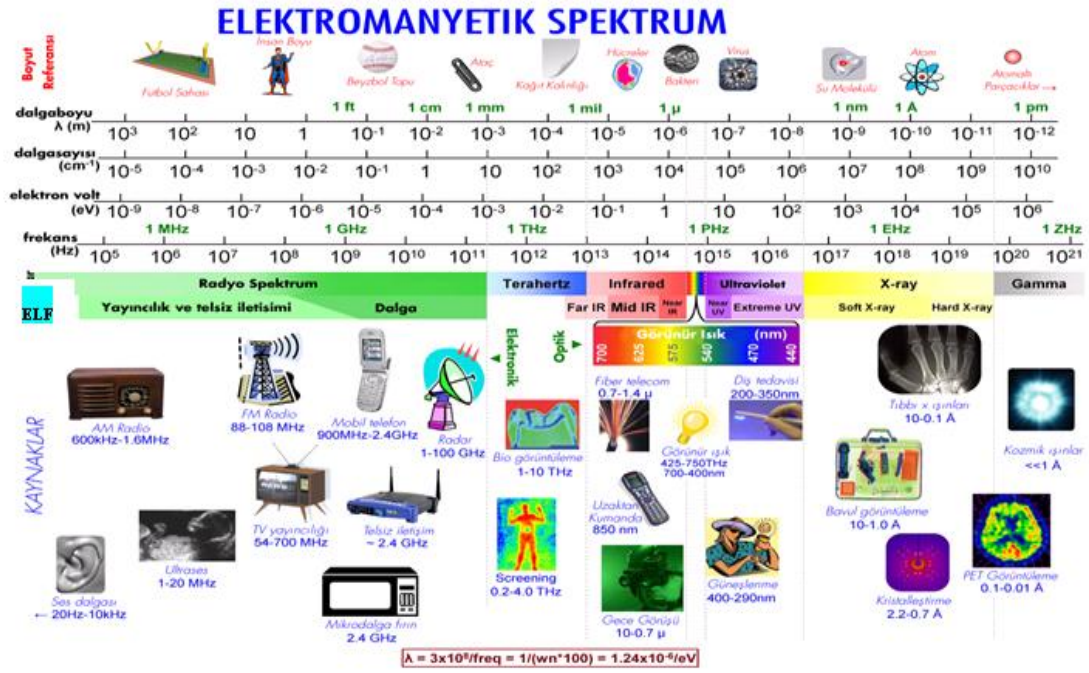 ELEKTROMANYETIK SPEKTRUM
Boyut Referansı
Futbol Sahası
İnsan Boyu
Beyzbol Topu
Ataç
Kağıt Kalınlığı
Hücreler
Bakteri
Virüs
Su Molekülü
Atom
Atomaltı Parçacıklar →
1 ft 1 cm 1 mm 1 mil 1 µ 1 nm 1 Å 1 pm
dalgaboyu
λ (m) 10³ 10² 10 1 10⁻¹ 10⁻² 10⁻³ 10⁻⁴ 10⁻⁵ 10⁻⁶ 10⁻⁷ 10⁻⁸ 10⁻⁹ 10⁻¹⁰ 10⁻¹¹ 10⁻¹²
dalgasayısı
(cm⁻¹) 10⁻⁵ 10⁻⁴ 10⁻³ 10⁻² 10⁻¹ 1 10 10² 10³ 10⁴ 10⁵ 10⁶ 10⁷ 10⁸ 10⁹ 10¹⁰
elektron volt
(eV) 10⁻⁹ 10⁻⁸ 10⁻⁷ 10⁻⁶ 10⁻⁵ 10⁻⁴ 10⁻³ 10⁻² 10⁻¹ 1 10 10² 10³ 10⁴ 10⁵ 10⁶
1 MHz 1 GHz 1 THz 1 PHz 1 EHz 1 ZHz
frekans
(Hz) 10⁵ 10⁶ 10⁷ 10⁸ 10⁹ 10¹⁰ 10¹¹ 10¹² 10¹³ 10¹⁴ 10¹⁵ 10¹⁶ 10¹⁷ 10¹⁸ 10¹⁹ 10²⁰ 10²¹
Radyo Spektrum Terahertz Infrared Ultraviolet X-ray Gamma
ELF
Yayıncılık ve telsiz iletisimi Dalga Far IR Mid IR Near IR Near UV Extreme UV Soft X-ray Hard X-ray
Elektronik
Optik
Görünür Işık (nm)
700 625 575 540 470 440
KAYNAKLAR
AM Radio
600kHz-1.6MHz
FM Radio
88-108 MHz
Mobil telefon
900MHz-2.4GHz
Radar
1-100 GHz
Bio görüntüleme
1-10 THz
Fiber telecom
0.7-1.4 µ
Görünür ışık
425-750THz
700-400nm
Diş tedavisi
200-350nm
Tıbbı x ışınları
10-0.1 Å
Kozmik ışınlar
<<1 Å
TV yayıncılığı
54-700 MHz
Telsiz iletişim
~ 2.4 GHz
Uzaktan Kumanda
850 nm
Bavul görüntüleme
10-1.0 Å
Ses dalgası
← 20Hz-10kHz
Ultrases
1-20 MHz
Mikrodalga fırın
2.4 GHz
Screening
0.2-4.0 THz
Gece Görüşü
10-0.7 µ
Güneşlenme
400-290nm
Kristalleştirme
2.2-0.7 Å
PET Görüntüleme
0.1-0.01 Å
λ = 3x10⁸/freq = 1/(wn*100) = 1.24x10⁻⁶/eV